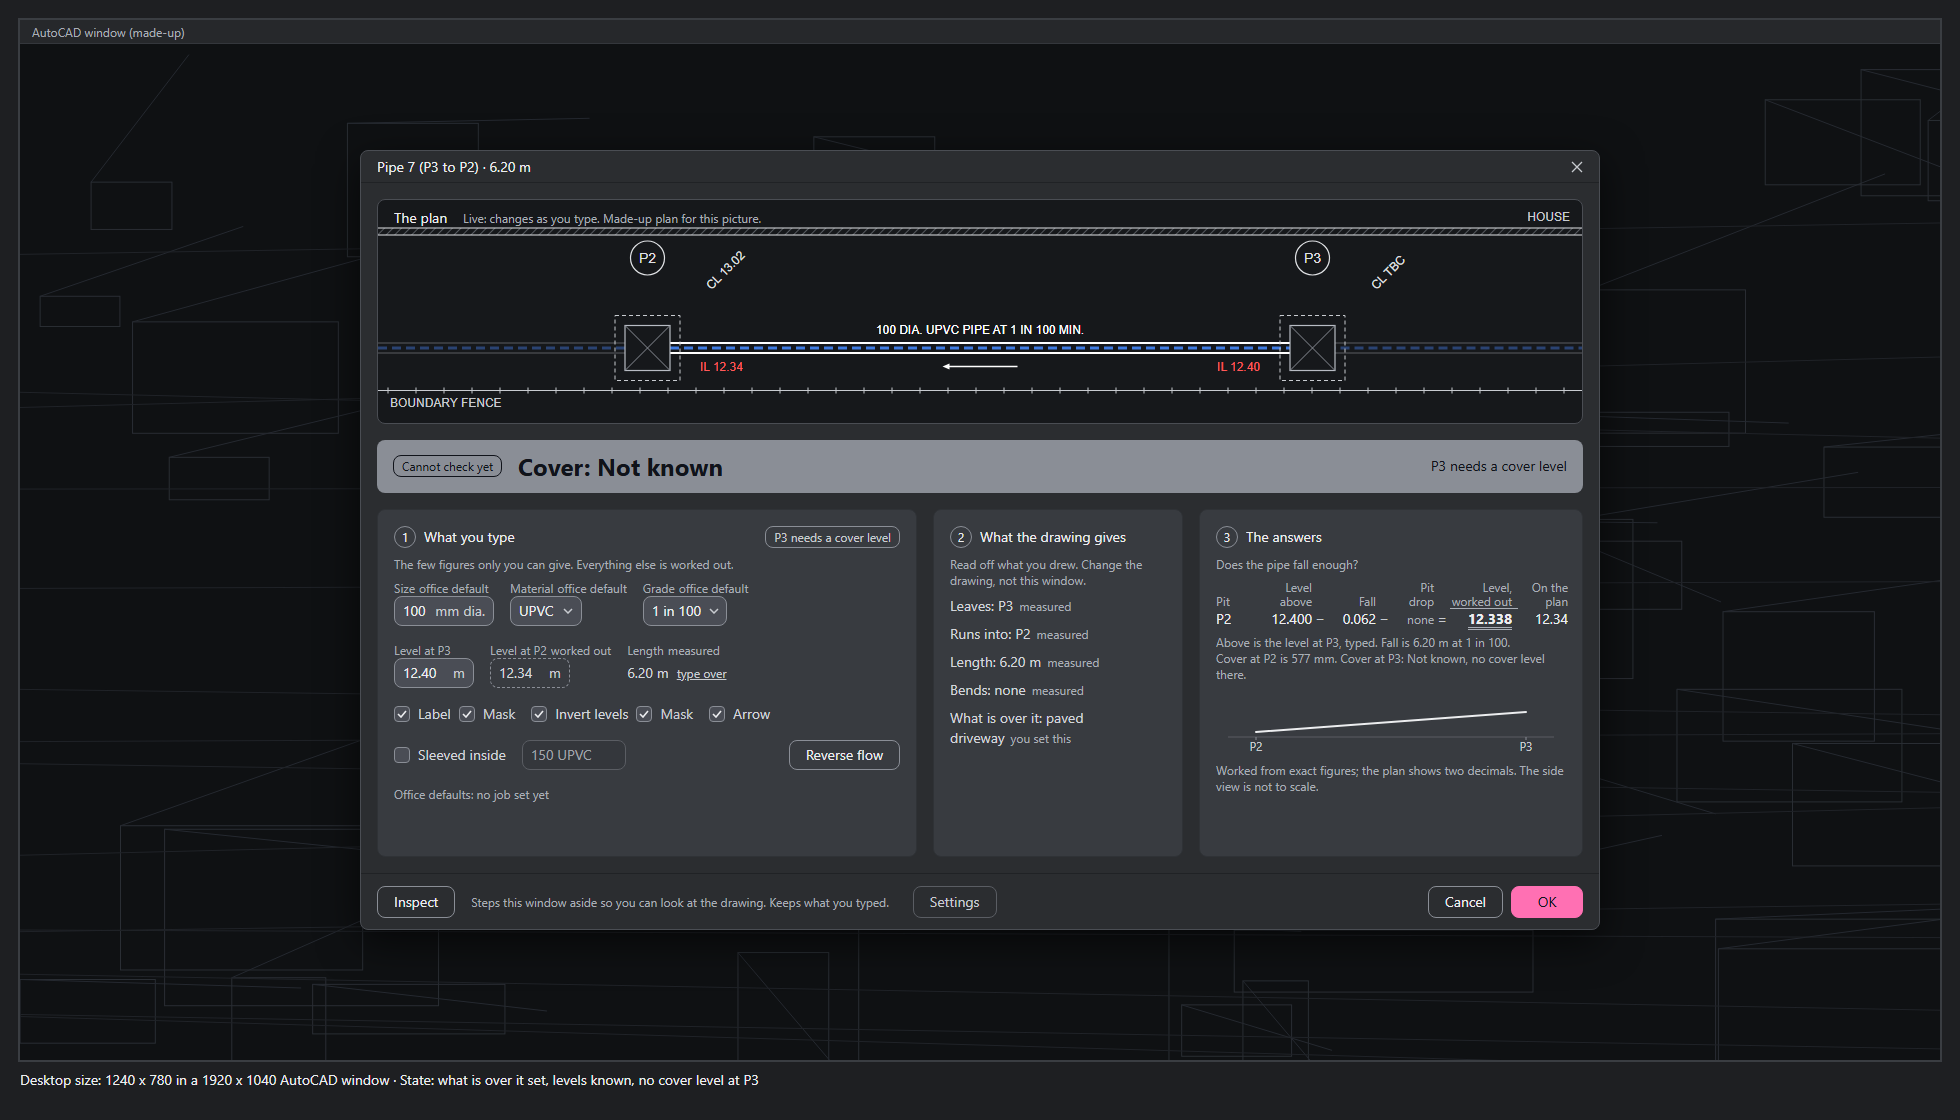 AutoCAD window (made-up)
Pipe 7 (P3 to P2) · 6.20 m
The plan Live: changes as you type. Made-up plan for this picture.
HOUSE
P2
CL 13.02
P3
CL TBC
100 DIA. UPVC PIPE AT 1 IN 100 MIN.
IL 12.34
IL 12.40
BOUNDARY FENCE
Cannot check yet
Cover: Not known
P3 needs a cover level
1 What you type
P3 needs a cover level
The few figures only you can give. Everything else is worked out.
Size office default Material office default Grade office default
100 mm dia. UPVC 1 in 100
Level at P3 Level at P2 worked out Length measured
12.40 m 12.34 m 6.20 m type over
Label Mask Invert levels Mask Arrow
Sleeved inside 150 UPVC Reverse flow
Office defaults: no job set yet
2 What the drawing gives
Read off what you drew. Change the
drawing, not this window.
Leaves: P3 measured
Runs into: P2 measured
Length: 6.20 m measured
Bends: none measured
What is over it: paved
driveway you set this
3 The answers
Does the pipe fall enough?
Level Pit Level, On the
Pit above Fall drop worked out plan
P2 12.400 − 0.062 − none = 12.338 12.34
Above is the level at P3, typed. Fall is 6.20 m at 1 in 100.
Cover at P2 is 577 mm. Cover at P3: Not known, no cover level
there.
P2 P3
Worked from exact figures; the plan shows two decimals. The side
view is not to scale.
Inspect Steps this window aside so you can look at the drawing. Keeps what you typed. Settings Cancel OK
Desktop size: 1240 x 780 in a 1920 x 1040 AutoCAD window · State: what is over it set, levels known, no cover level at P3